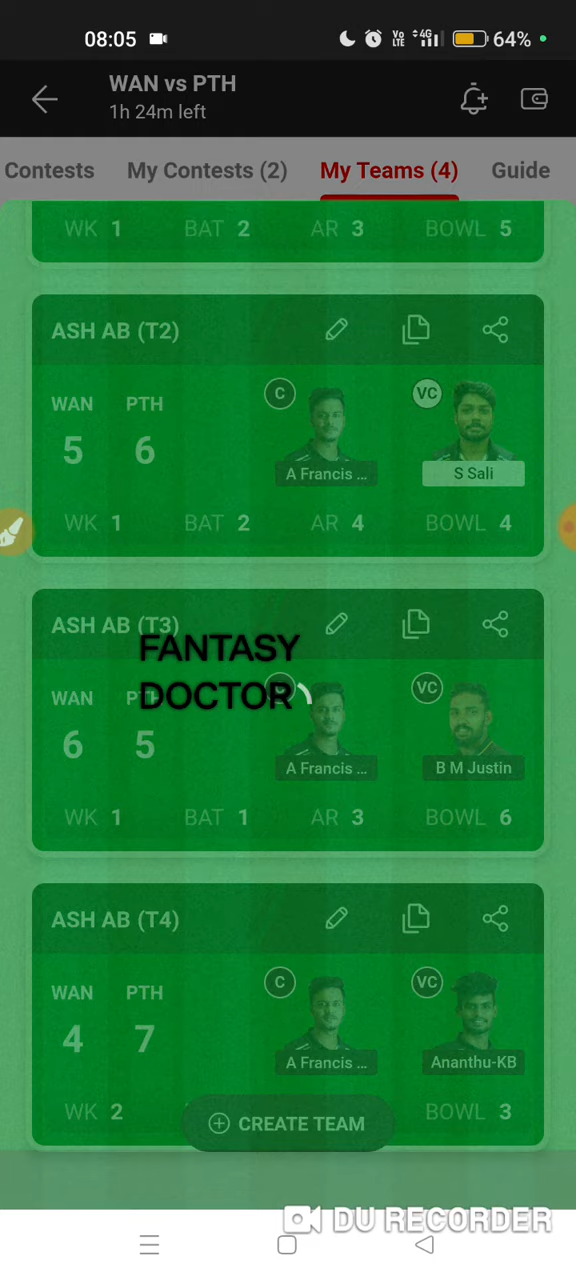 08:05 Vo LTE 4G 64%
WAN vs PTH
1h 24m left
Contests My Contests (2) My Teams (4) Guide
WK 1 BAT 2 AR 3 BOWL 5
ASH AB (T2)
C VC
WAN PTH
5 6
A Francis ... S Sali
WK 1 BAT 2 AR 4 BOWL 4
ASH AB (T3)
FANTASY
DOCTOR
VC
WAN PTH
6 5
A Francis ... B M Justin
WK 1 BAT 1 AR 3 BOWL 6
ASH AB (T4)
C VC
WAN PTH
4 7
A Francis ... Ananthu-KB
WK 2 BOWL 3
CREATE TEAM
DU RECORDER